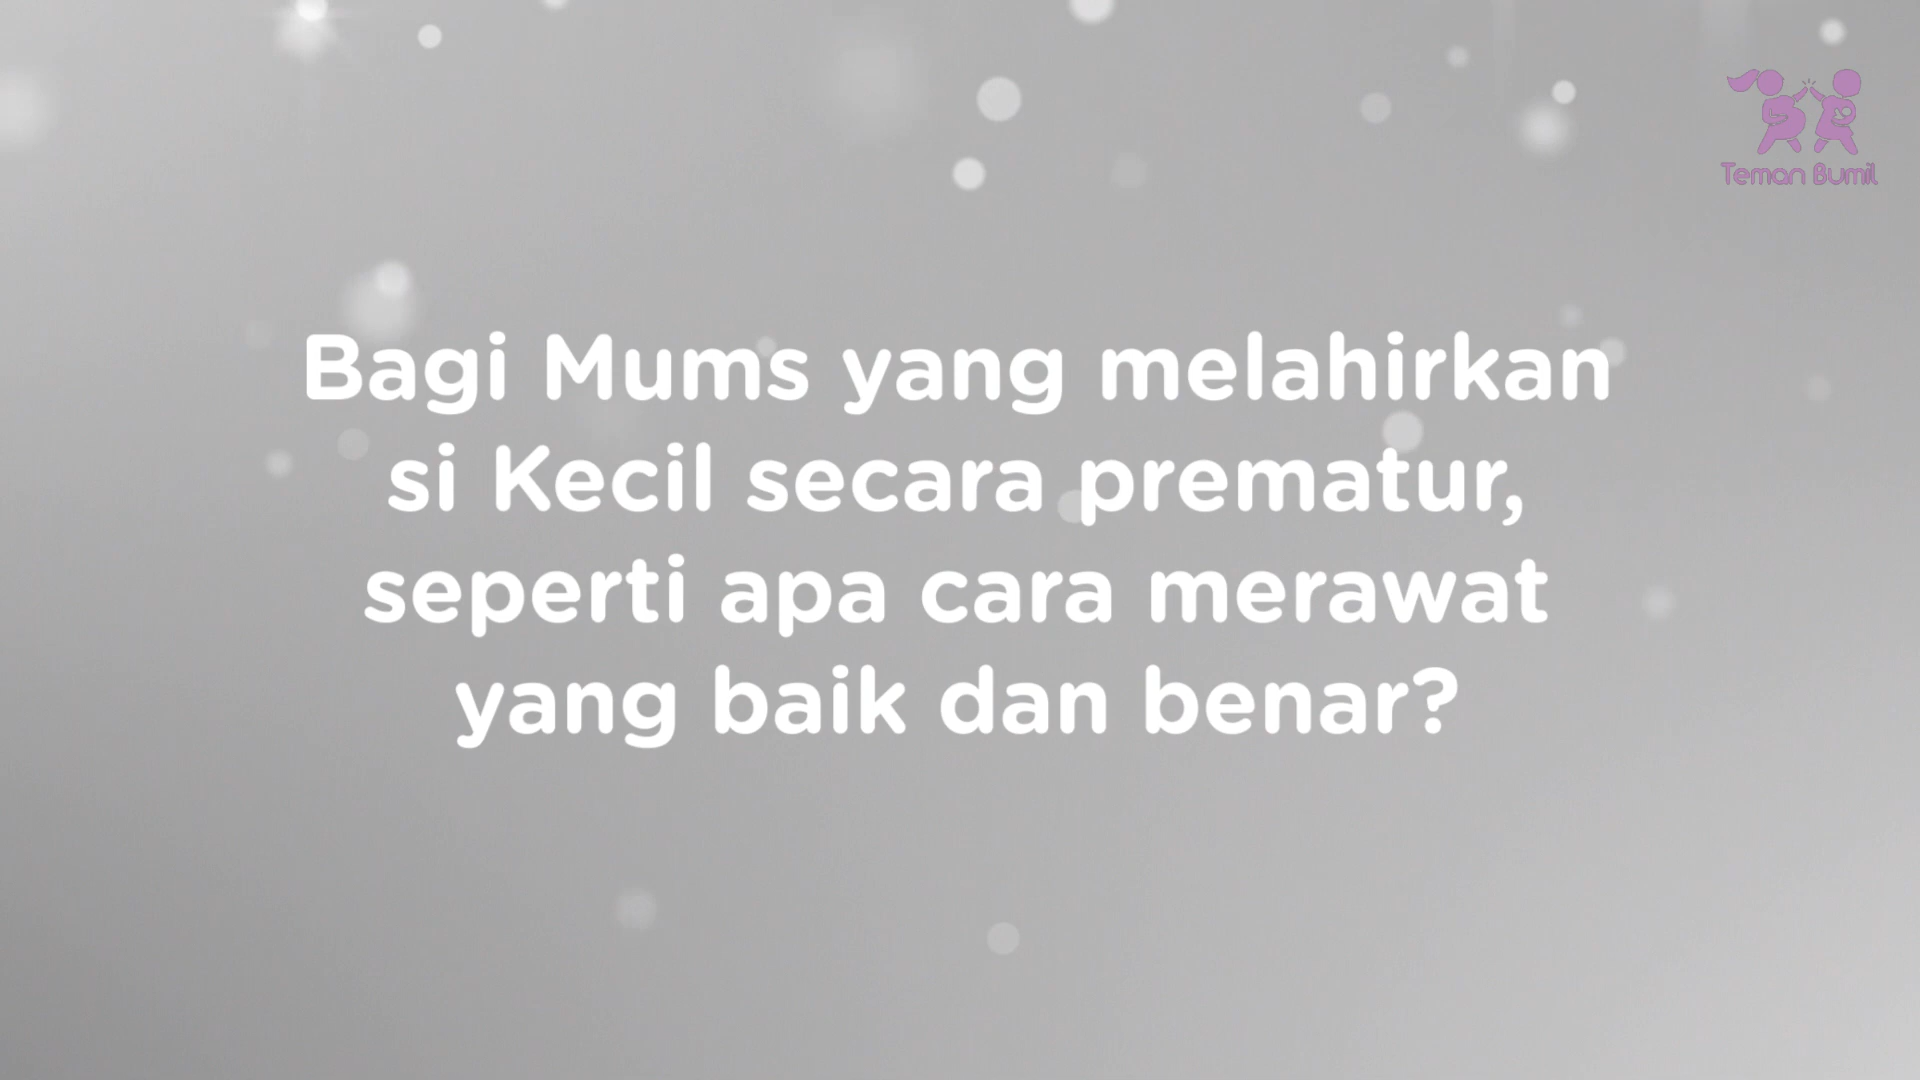 Teman Bumil
Bagi Mums yang melahirkan
si Kecil secara prematur,
seperti apa cara merawat
yang baik dan benar?